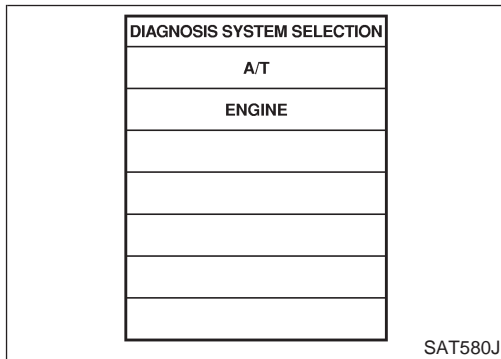 DIAGNOSIS SYSTEM SELECTION
A/T
ENGINE
SAT580J